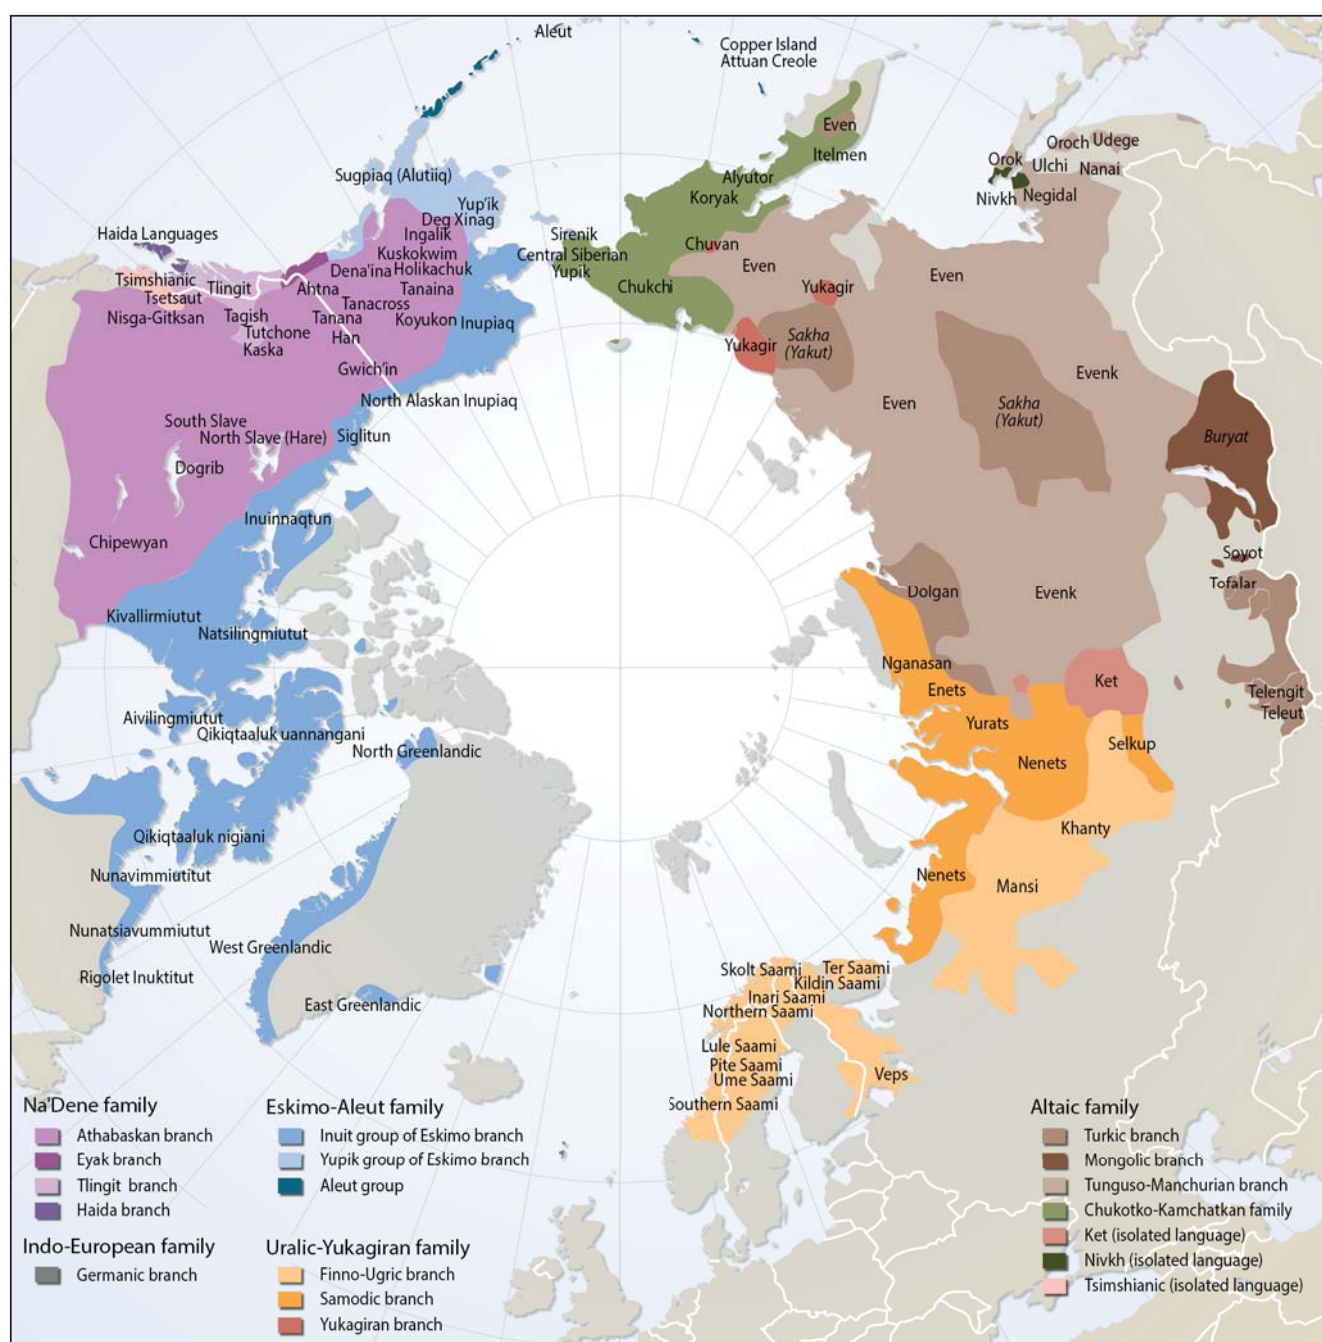 Aleut
Copper Island
Attuan Creole
Even
Itelmen
Alyutor
Koryak
Oroch
Udege
Orok
Ulchi
Nanai
Nivkh
Negidal
Sugpiaq (Alutiiq)
Yup'ik
Deg Xinag
Ingalik
Kuskokwim
Holikachuk
Dena'ina
Tanaina
Ahtna
Tanacross
Tanana
Koyukon
Han
Inupiaq
Gwich'in
North Alaskan Inupiaq
Haida Languages
Tsimshianic
Tsetsaut
Tlingit
Nisga-Gitksan
Tagish
Tutchone
Kaska
Sirenik
Central Siberian
Yupik
Chuvan
Chukchi
Even
Even
Yukagir
Yukagir
Sakha
(Yakut)
Even
Sakha
(Yakut)
Evenk
Buryat
South Slave
North Slave (Hare)
Siglitun
Dogrib
Inuinnaqtun
Chipewyan
Kivallirmiutut
Natsilingmiutut
Soyot
Tofalar
Dolgan
Evenk
Nganasan
Enets
Ket
Telengit
Teleut
Yurats
Nenets
Selkup
Aivilingmiutut
Qikiqtaaluk uannangani
North Greenlandic
Khanty
Qikiqtaaluk nigiani
Nunavimmiutitut
Nenets
Mansi
Nunatsiavummiutut
West Greenlandic
Rigolet Inuktitut
East Greenlandic
Skolt Saami
Ter Saami
Kildin Saami
Inari Saami
Northern Saami
Lule Saami
Pite Saami
Ume Saami
Southern Saami
Veps
Na'Dene family
Athabaskan branch
Eyak branch
Tlingit branch
Haida branch
Indo-European family
Germanic branch
Eskimo-Aleut family
Inuit group of Eskimo branch
Yupik group of Eskimo branch
Aleut group
Uralic-Yukagiran family
Finno-Ugric branch
Samodic branch
Yukagiran branch
Altaic family
Turkic branch
Mongolic branch
Tunguso-Manchurian branch
Chukotko-Kamchatkan family
Ket (isolated language)
Nivkh (isolated language)
Tsimshianic (isolated language)